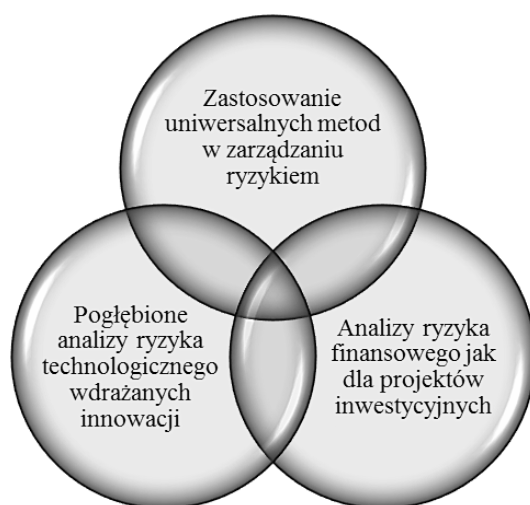 Zastosowanie
uniwersalnych metod
w zarządzaniu
ryzykiem
Pogłębione
analizy ryzyka
technologicznego
wdrażanych
innowacji
Analizy ryzyka
finansowego jak
dla projektów
inwestycyjnych